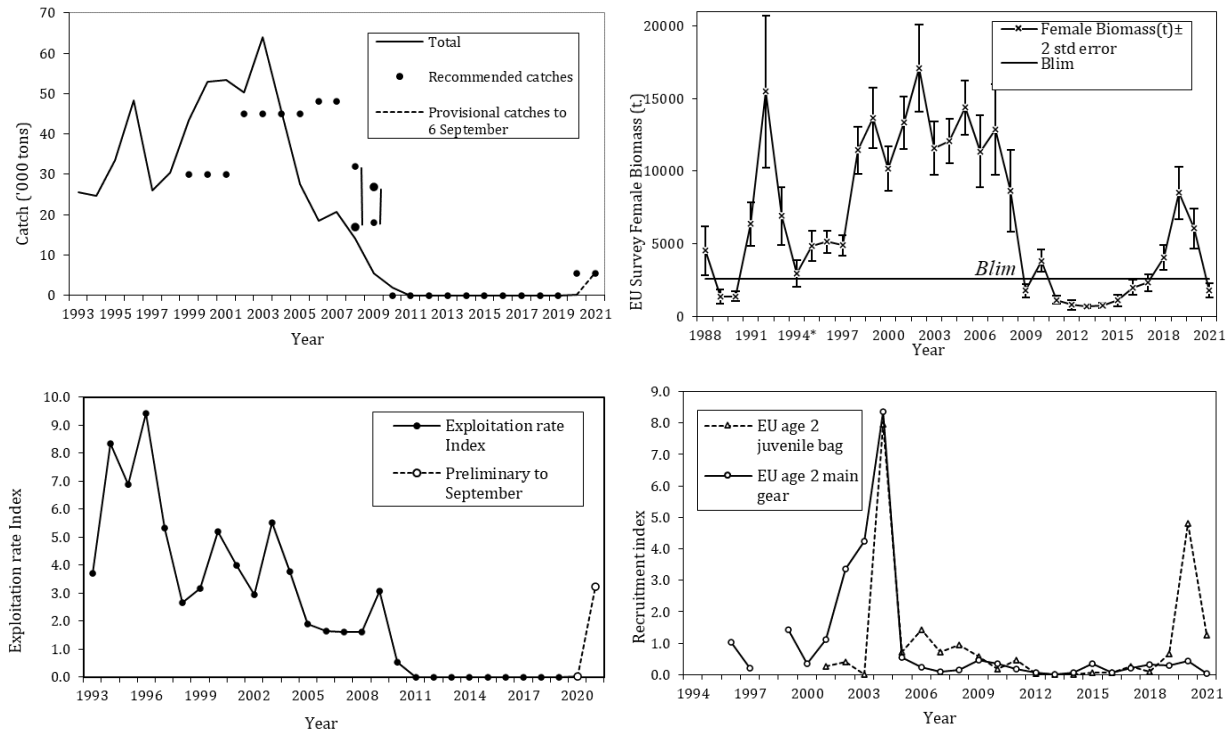 70
60
50
40
30
20
10
0
Catch ('000 tons)
Total
Recommended catches
Provisional catches to
6 September
1993 1995 1997 1999 2001 2003 2005 2007 2009 2011 2013 2015 2017 2019 2021
Year
20000
15000
10000
5000
0
EU Survey Female Biomass (t.)
Female Biomass(t)±
2 std error
Blim
Blim
1988 1991 1994* 1997 2000 2003 2006 2009 2012 2015 2018 2021
Year
10.0
9.0
8.0
7.0
6.0
5.0
4.0
3.0
2.0
1.0
0.0
Exploitation rate Index
Exploitation rate
Index
Preliminary to
September
1993 1996 1999 2002 2005 2008 2011 2014 2017 2020
Year
9.0
8.0
7.0
6.0
5.0
4.0
3.0
2.0
1.0
0.0
Recruitment index
EU age 2
juvenile bag
EU age 2 main
gear
1994 1997 2000 2003 2006 2009 2012 2015 2018 2021
Year